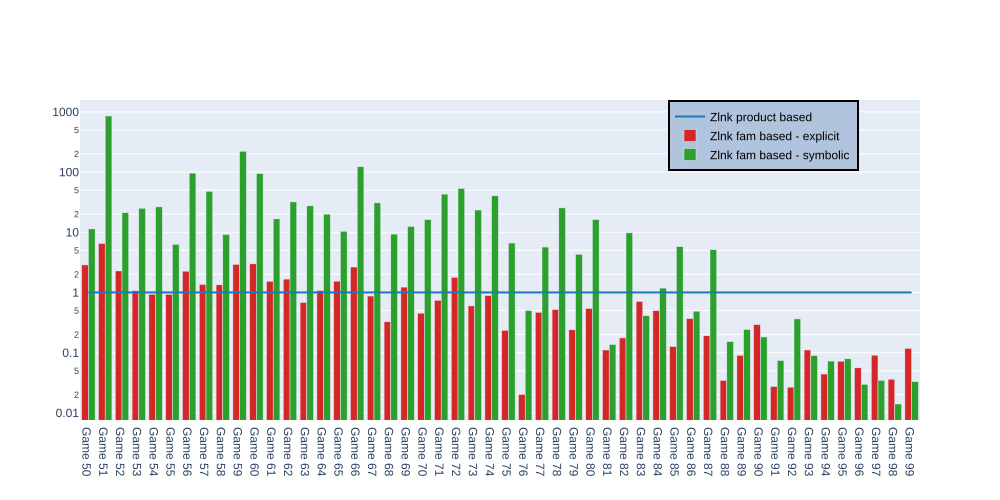 Zlnk product based
Zlnk fam based - explicit
Zlnk fam based - symbolic
1000
5
2
100
5
2
10
5
2
1
5
2
0.1
5
2
0.01
Game 50
Game 51
Game 52
Game 53
Game 54
Game 55
Game 56
Game 57
Game 58
Game 59
Game 60
Game 61
Game 62
Game 63
Game 64
Game 65
Game 66
Game 67
Game 68
Game 69
Game 70
Game 71
Game 72
Game 73
Game 74
Game 75
Game 76
Game 77
Game 78
Game 79
Game 80
Game 81
Game 82
Game 83
Game 84
Game 85
Game 86
Game 87
Game 88
Game 89
Game 90
Game 91
Game 92
Game 93
Game 94
Game 95
Game 96
Game 97
Game 98
Game 99